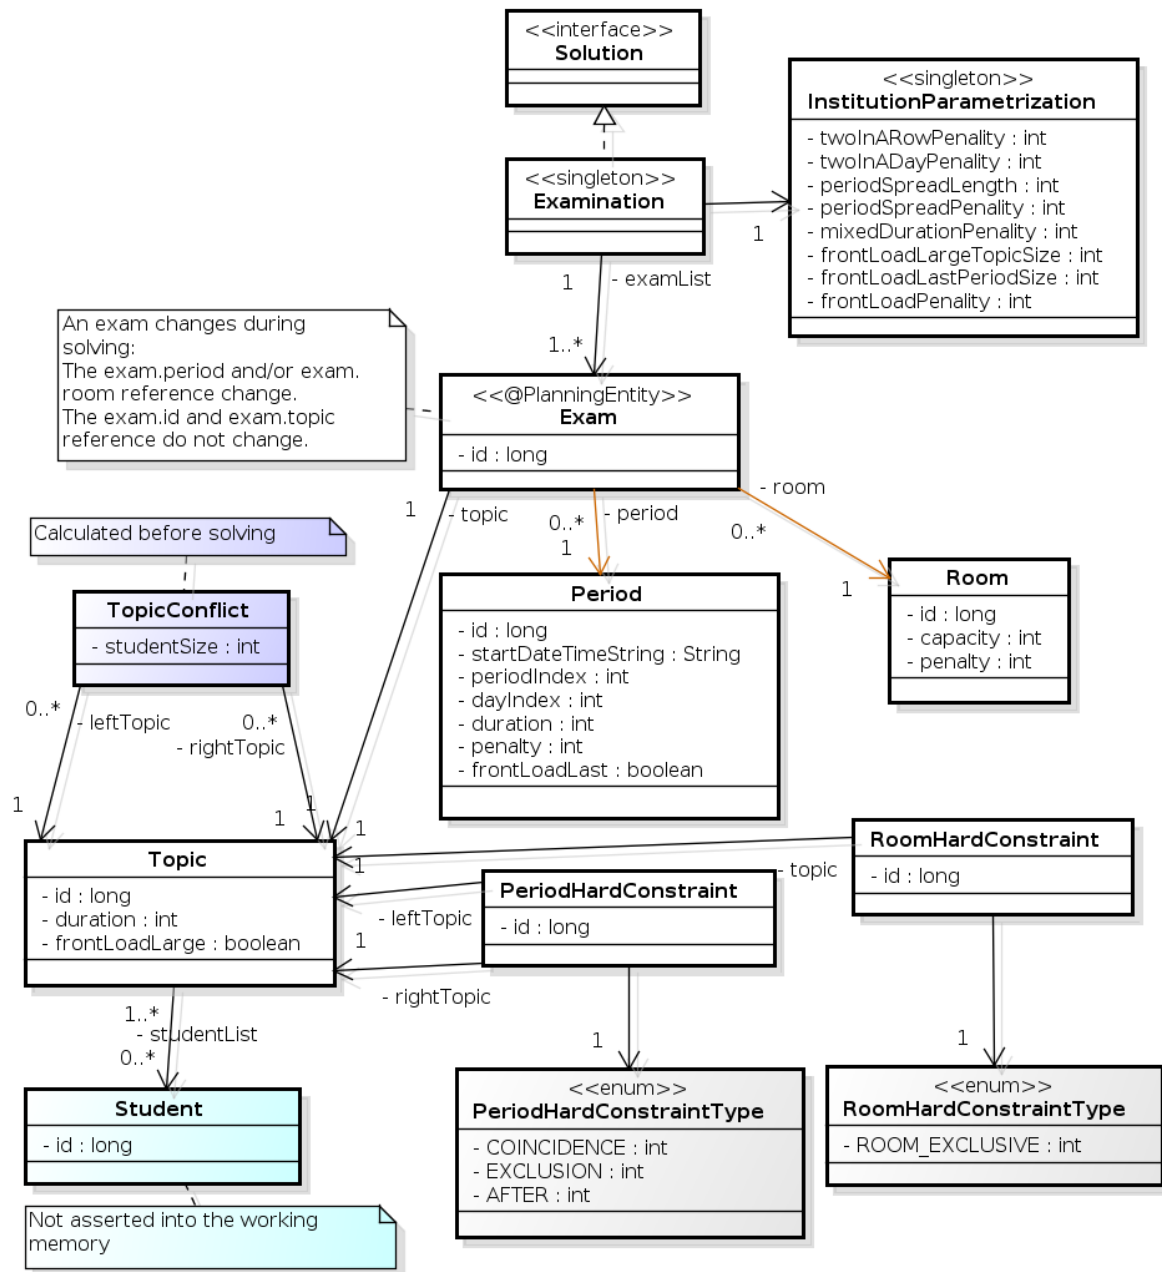 <<interface>>
Solution
<<singleton>>
InstitutionParametrization
- twoInARowPenality : int
- twoInADayPenality : int
- periodSpreadLength : int
- periodSpreadPenality : int
- mixedDurationPenality : int
- frontLoadLargeTopicSize : int
- frontLoadLastPeriodSize : int
- frontLoadPenality : int
<<singleton>>
Examination
1
1
- examList
1..*
An exam changes during
solving:
The exam.period and/or exam.
room reference change.
The exam.id and exam.topic
reference do not change.
<<@PlanningEntity>>
Exam
- id : long
1
- topic
0..*
- period
1
- room
0..*
1
Calculated before solving
TopicConflict
- studentSize : int
0..*
- leftTopic
0..*
- rightTopic
1
1
1
1
Period
- id : long
- startDateTimeString : String
- periodIndex : int
- dayIndex : int
- duration : int
- penalty : int
- frontLoadLast : boolean
Room
- id : long
- capacity : int
- penalty : int
Topic
- id : long
- duration : int
- frontLoadLarge : boolean
1
- leftTopic
1
- rightTopic
PeriodHardConstraint
- id : long
- topic
RoomHardConstraint
- id : long
1..*
- studentList
0..*
1
1
Student
- id : long
Not asserted into the working
memory
<<enum>>
PeriodHardConstraintType
- COINCIDENCE : int
- EXCLUSION : int
- AFTER : int
<<enum>>
RoomHardConstraintType
- ROOM_EXCLUSIVE : int